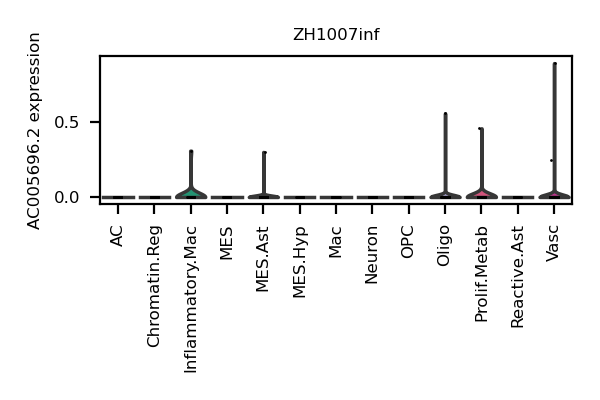 ZH1007inf
AC005696.2 expression
0.5
0.0
AC
Chromatin.Reg
Inflammatory.Mac
MES
MES.Ast
MES.Hyp
Mac
Neuron
OPC
Oligo
Prolif.Metab
Reactive.Ast
Vasc